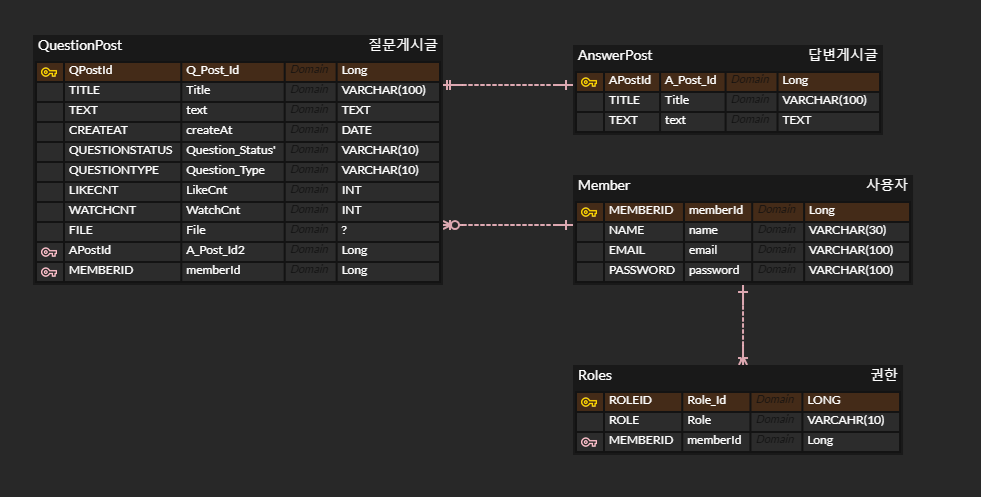 QuestionPost 질문게시글
QPostId Q_Post_Id Domain Long
TITLE Title Domain VARCHAR(100)
TEXT text Domain TEXT
CREATEAT createAt Domain DATE
QUESTIONSTATUS Question_Status' Domain VARCHAR(10)
QUESTIONTYPE Question_Type Domain VARCHAR(10)
LIKECNT LikeCnt Domain INT
WATCHCNT WatchCnt Domain INT
FILE File Domain ?
APostId A_Post_Id2 Domain Long
MEMBERID memberId Domain Long
AnswerPost 답변게시글
APostId A_Post_Id Domain Long
TITLE Title Domain VARCHAR(100)
TEXT text Domain TEXT
Member 사용자
MEMBERID memberId Domain Long
NAME name Domain VARCHAR(30)
EMAIL email Domain VARCHAR(100)
PASSWORD password Domain VARCHAR(100)
Roles 권한
ROLEID Role_Id Domain LONG
ROLE Role Domain VARCAHR(10)
MEMBERID memberId Domain Long